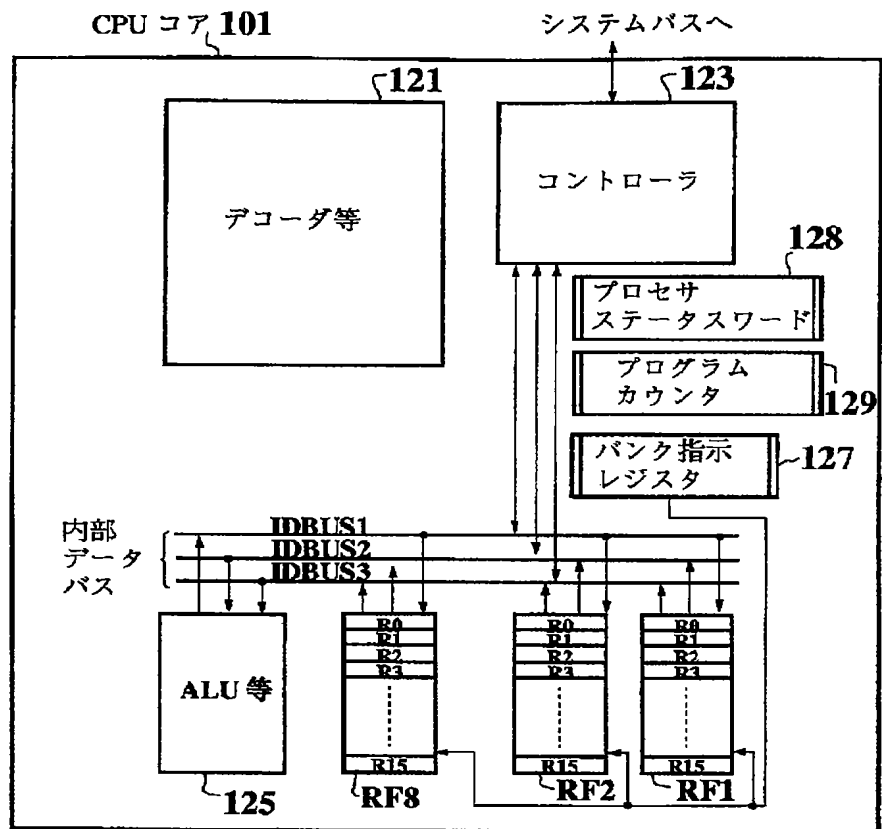 CPU コア 101
システムバスへ
121
123
デコーダ等
コントローラ
128
プロセサ
ステータスワード
プログラム
カウンタ
129
バンク指示
レジスタ
127
内部
データ
バス
IDBUS1
IDBUS2
IDBUS3
ALU 等
R0
R1
R2
R3
R15
R0
R1
R2
R3
R15
R0
R1
R2
R3
R15
125
RF8
RF2
RF1